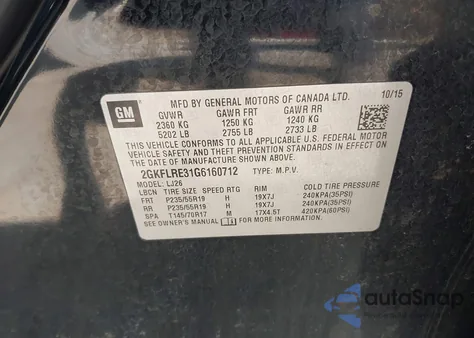 GM
MFD BY GENERAL MOTORS OF CANADA LTD. 10/15
GVWR GAWR FRT GAWR RR
2360 KG 1250 KG 1240 KG
5202 LB 2755 LB 2733 LB
THIS VEHICLE CONFORMS TO ALL APPLICABLE U.S. FEDERAL MOTOR
VEHICLE SAFETY AND THEFT PREVENTION STANDARDS IN EFFECT ON
THE DATE OF MANUFACTURE SHOWN ABOVE.
2GKFLRE31G6160712 TYPE: M.P.V.
MODEL: LJ26
LBCN TIRE SIZE SPEED RTG RIM COLD TIRE PRESSURE
FRT P235/55R19 H 19X7J 240KPA(35PSI)
RR P235/55R19 H 19X7J 240KPA(35PSI)
SPA T145/70R17 M 17X4.5T 420KPA(60PSI)
SEE OWNER'S MANUAL
autoSnap